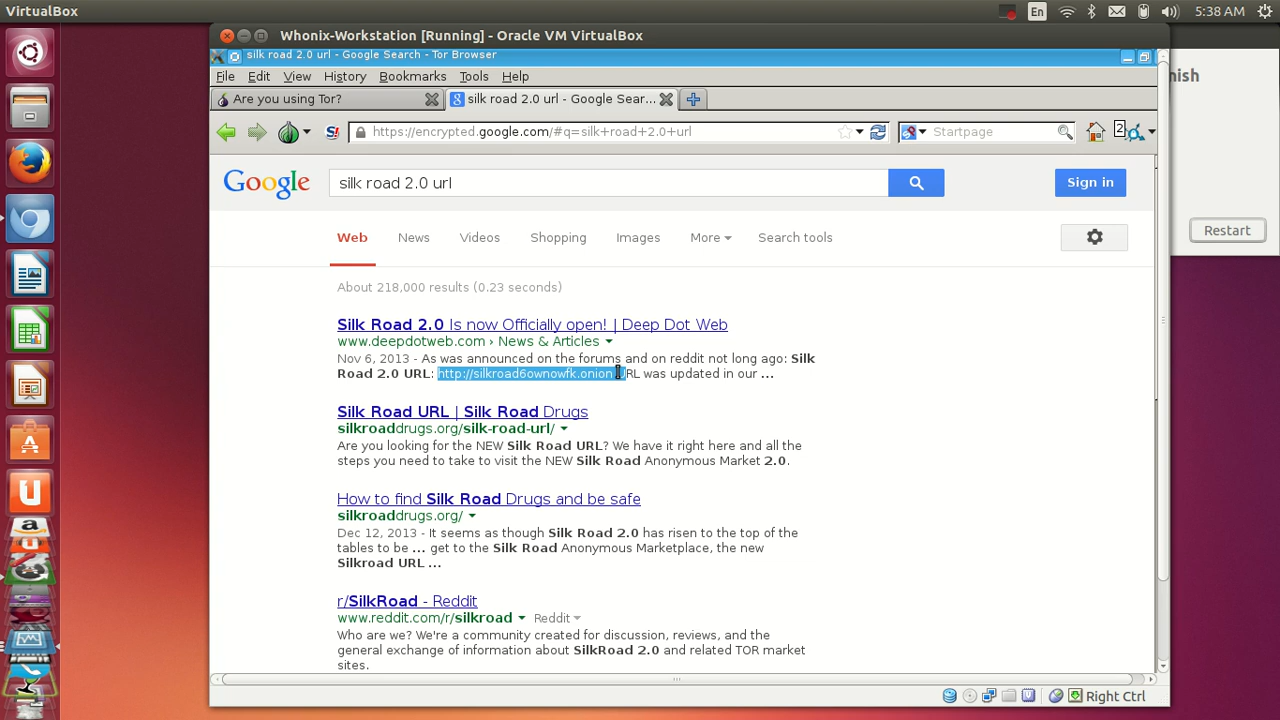 VirtualBox
En
5:38 AM
Whonix-Workstation [Running] - Oracle VM VirtualBox
silk road 2.0 url - Google Search - Tor Browser
nish
File Edit View History Bookmarks Tools Help
Are you using Tor?
silk road 2.0 url - Google Sear...
https://encrypted.google.com/#q=silk+road+2.0+url
Startpage
2
Google
silk road 2.0 url
Sign in
Restart
Web News Videos Shopping Images More Search tools
About 218,000 results (0.23 seconds)
Silk Road 2.0 Is now Officially open! | Deep Dot Web
www.deepdotweb.com › News & Articles
Nov 6, 2013 - As was announced on the forums and on reddit not long ago: Silk
Road 2.0 URL: http://silkroad6ownowfk.onion URL was updated in our ...
Silk Road URL | Silk Road Drugs
silkroaddrugs.org/silk-road-url/
Are you looking for the NEW Silk Road URL? We have it right here and all the
steps you need to take to visit the NEW Silk Road Anonymous Market 2.0.
How to find Silk Road Drugs and be safe
silkroaddrugs.org/
Dec 12, 2013 - It seems as though Silk Road 2.0 has risen to the top of the
tables to be ... get to the Silk Road Anonymous Marketplace, the new
Silkroad URL ...
r/SilkRoad - Reddit
www.reddit.com/r/silkroad Reddit
Who are we? We're a community created for discussion, reviews, and the
general exchange of information about SilkRoad 2.0 and related TOR market
sites.
Right Ctrl